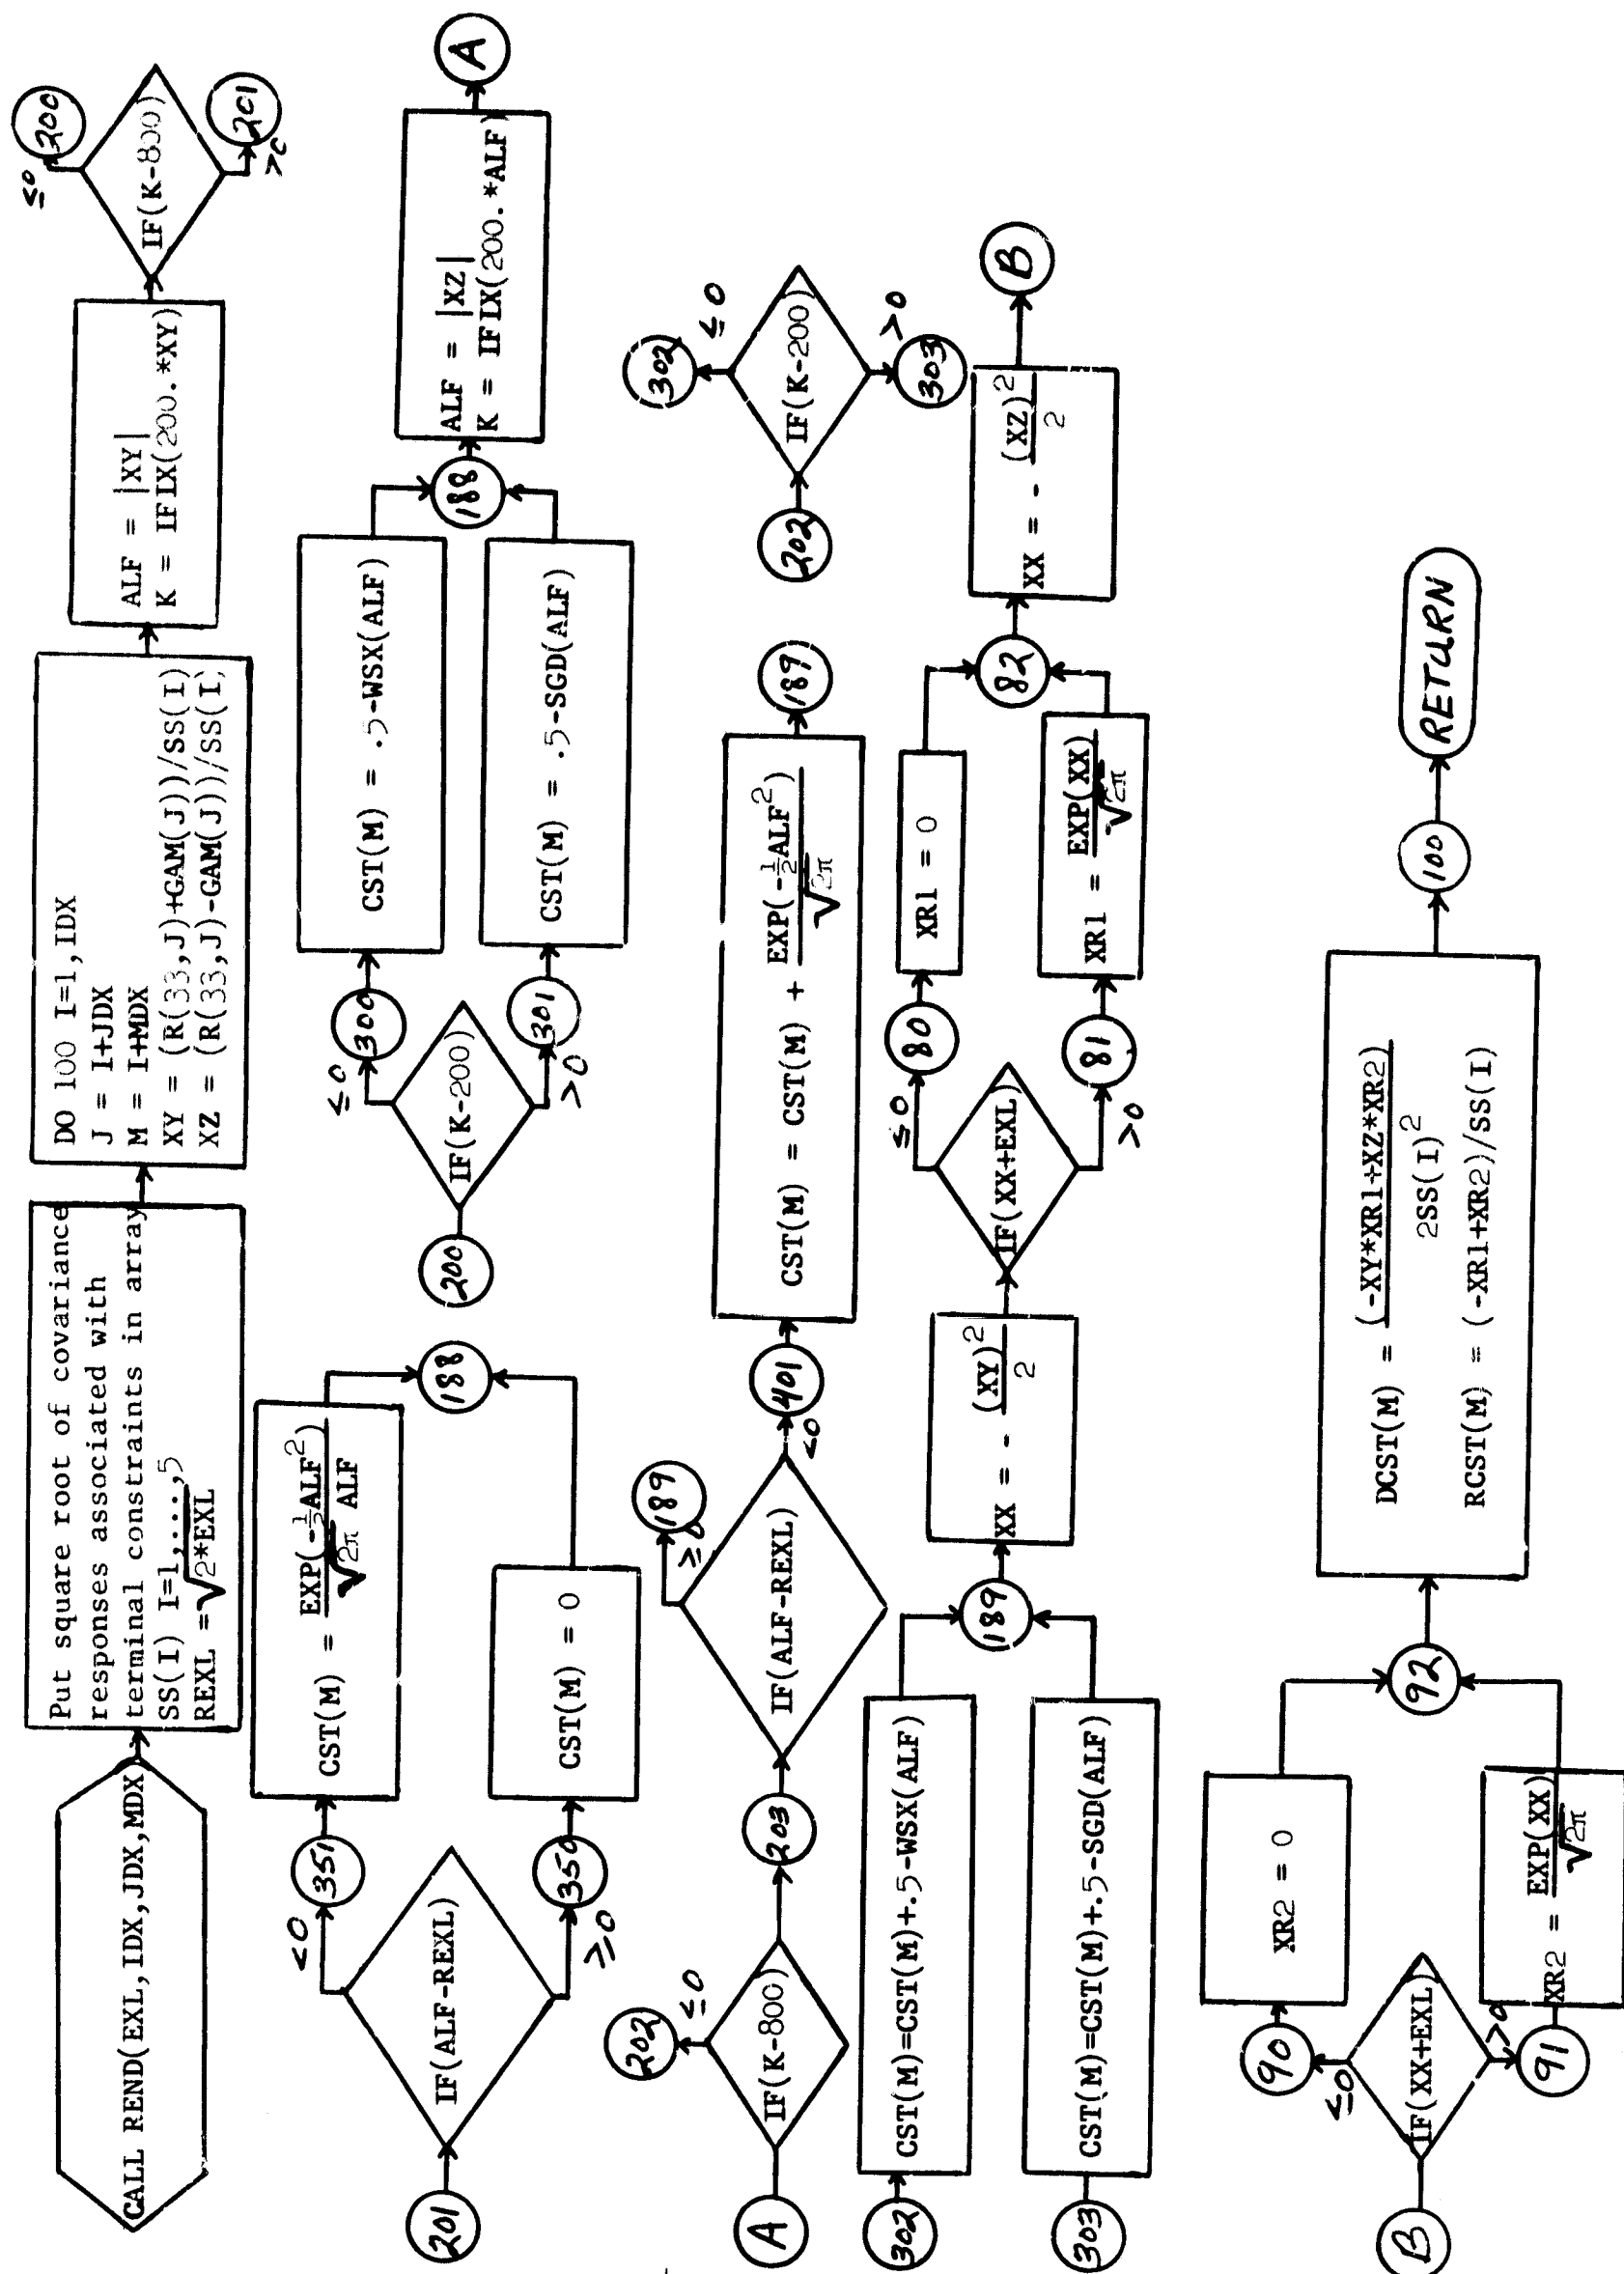 CALL REND(EXL,IDX,JDX,MDX
Put square root of covariance
responses associated with
terminal constraints in array
SS(I) I=1,...,5
REXL = √2*EXL
DO 100 I=1,IDX
J = I+JDX
M = I+MDX
XY = (R(33,J)+GAM(J))/SS(I)
XZ = (R(33,J)-GAM(J))/SS(I)
ALF = |XY|
K = IFIX(200.*XY)
IF(K-800)
≤0
200
>0
201
201
IF(ALF-REXL)
<0
351
CST(M) = EXP(-½ALF²)
√2π ALF
≥0
350
CST(M) = 0
188
200
IF(K-200)
≤0
300
CST(M) = .5-WSX(ALF)
>0
301
CST(M) = .5-SGD(ALF)
188
ALF = |XZ|
K = IFIX(200.*ALF)
A
A
IF(K-800)
≤0
202
203
IF(ALF-REXL)
≥0
189
<0
401
CST(M) = CST(M) + EXP(-½ALF²)
√2π
189
202
IF(K-200)
≤0
302
>0
303
302
CST(M)=CST(M)+.5-WSX(ALF)
303
CST(M)=CST(M)+.5-SGD(ALF)
189
XX = - (XY)²
2
IF(XX+EXL)
≤0
80
XR1 = 0
>0
81
XR1 = EXP(XX)
√2π
82
XX = - (XZ)²
2
B
B
IF(XX+EXL)
≤0
90
XR2 = 0
>0
91
XR2 = EXP(XX)
√2π
92
DCST(M) = (-XY*XR1+XZ*XR2)
2SS(I)²
RCST(M) = (-XR1+XR2)/SS(I)
100
RETURN